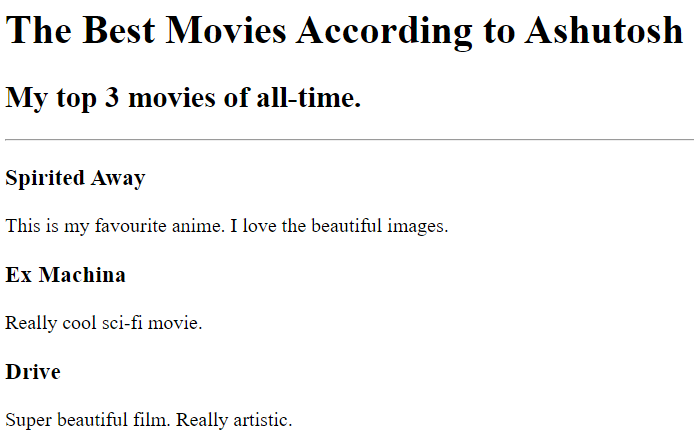 The Best Movies According to Ashutosh
My top 3 movies of all-time.
Spirited Away
This is my favourite anime. I love the beautiful images.
Ex Machina
Really cool sci-fi movie.
Drive
Super beautiful film. Really artistic.